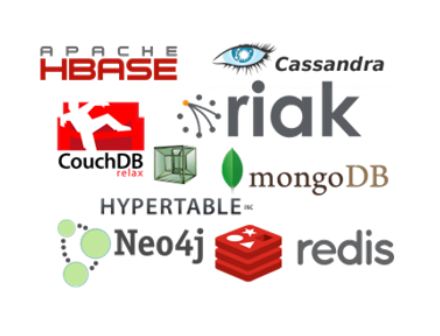 APACHE
HBASE
Cassandra
riak
CouchDB
relax
mongoDB
HYPERTABLE INC
Neo4j
redis